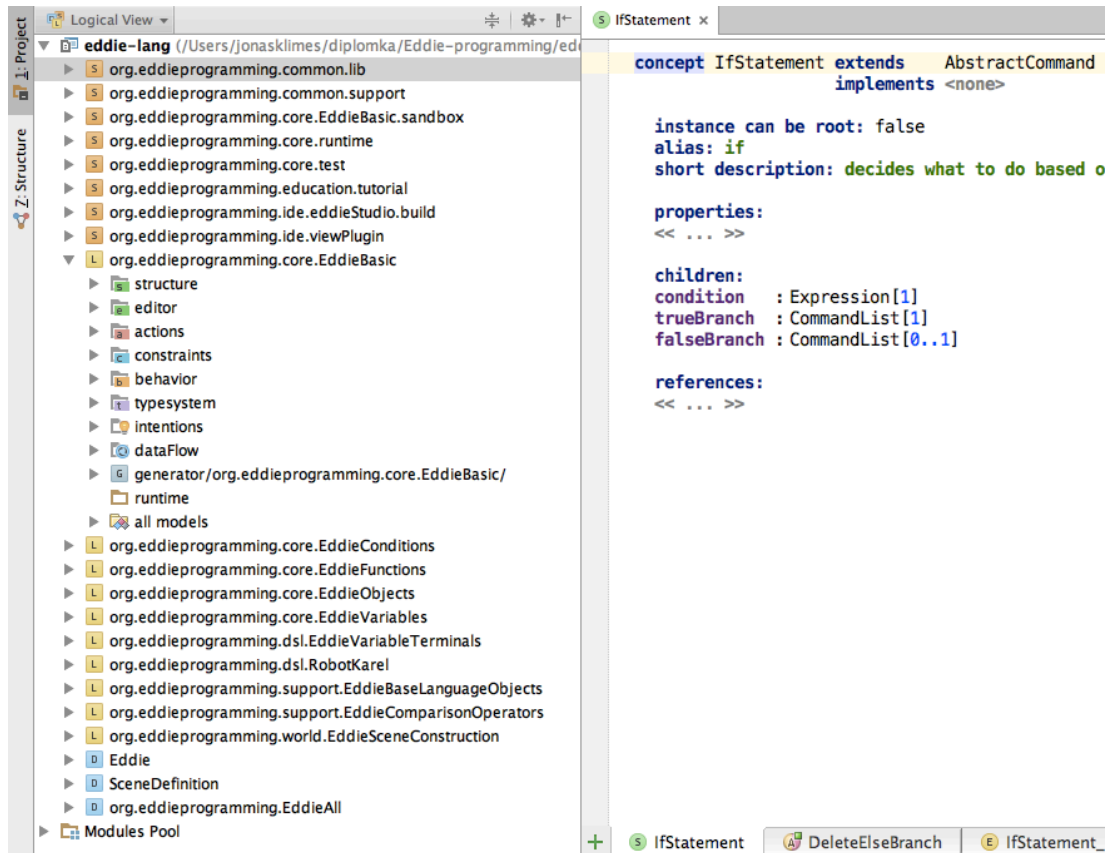 1: Project
Z: Structure
Logical View
eddie-lang (/Users/jonasklimes/diplomka/Eddie-programming/ed
org.eddieprogramming.common.lib
org.eddieprogramming.common.support
org.eddieprogramming.core.EddieBasic.sandbox
org.eddieprogramming.core.runtime
org.eddieprogramming.core.test
org.eddieprogramming.education.tutorial
org.eddieprogramming.ide.eddieStudio.build
org.eddieprogramming.ide.viewPlugin
org.eddieprogramming.core.EddieBasic
structure
editor
actions
constraints
behavior
typesystem
intentions
dataFlow
generator/org.eddieprogramming.core.EddieBasic/
runtime
all models
org.eddieprogramming.core.EddieConditions
org.eddieprogramming.core.EddieFunctions
org.eddieprogramming.core.EddieObjects
org.eddieprogramming.core.EddieVariables
org.eddieprogramming.dsl.EddieVariableTerminals
org.eddieprogramming.dsl.RobotKarel
org.eddieprogramming.support.EddieBaseLanguageObjects
org.eddieprogramming.support.EddieComparisonOperators
org.eddieprogramming.world.EddieSceneConstruction
Eddie
SceneDefinition
org.eddieprogramming.EddieAll
Modules Pool
IfStatement ×
concept IfStatement extends AbstractCommand
implements <none>
instance can be root: false
alias: if
short description: decides what to do based o
properties:
<< ... >>
children:
condition : Expression[1]
trueBranch : CommandList[1]
falseBranch : CommandList[0..1]
references:
<< ... >>
IfStatement
DeleteElseBranch
IfStatement_